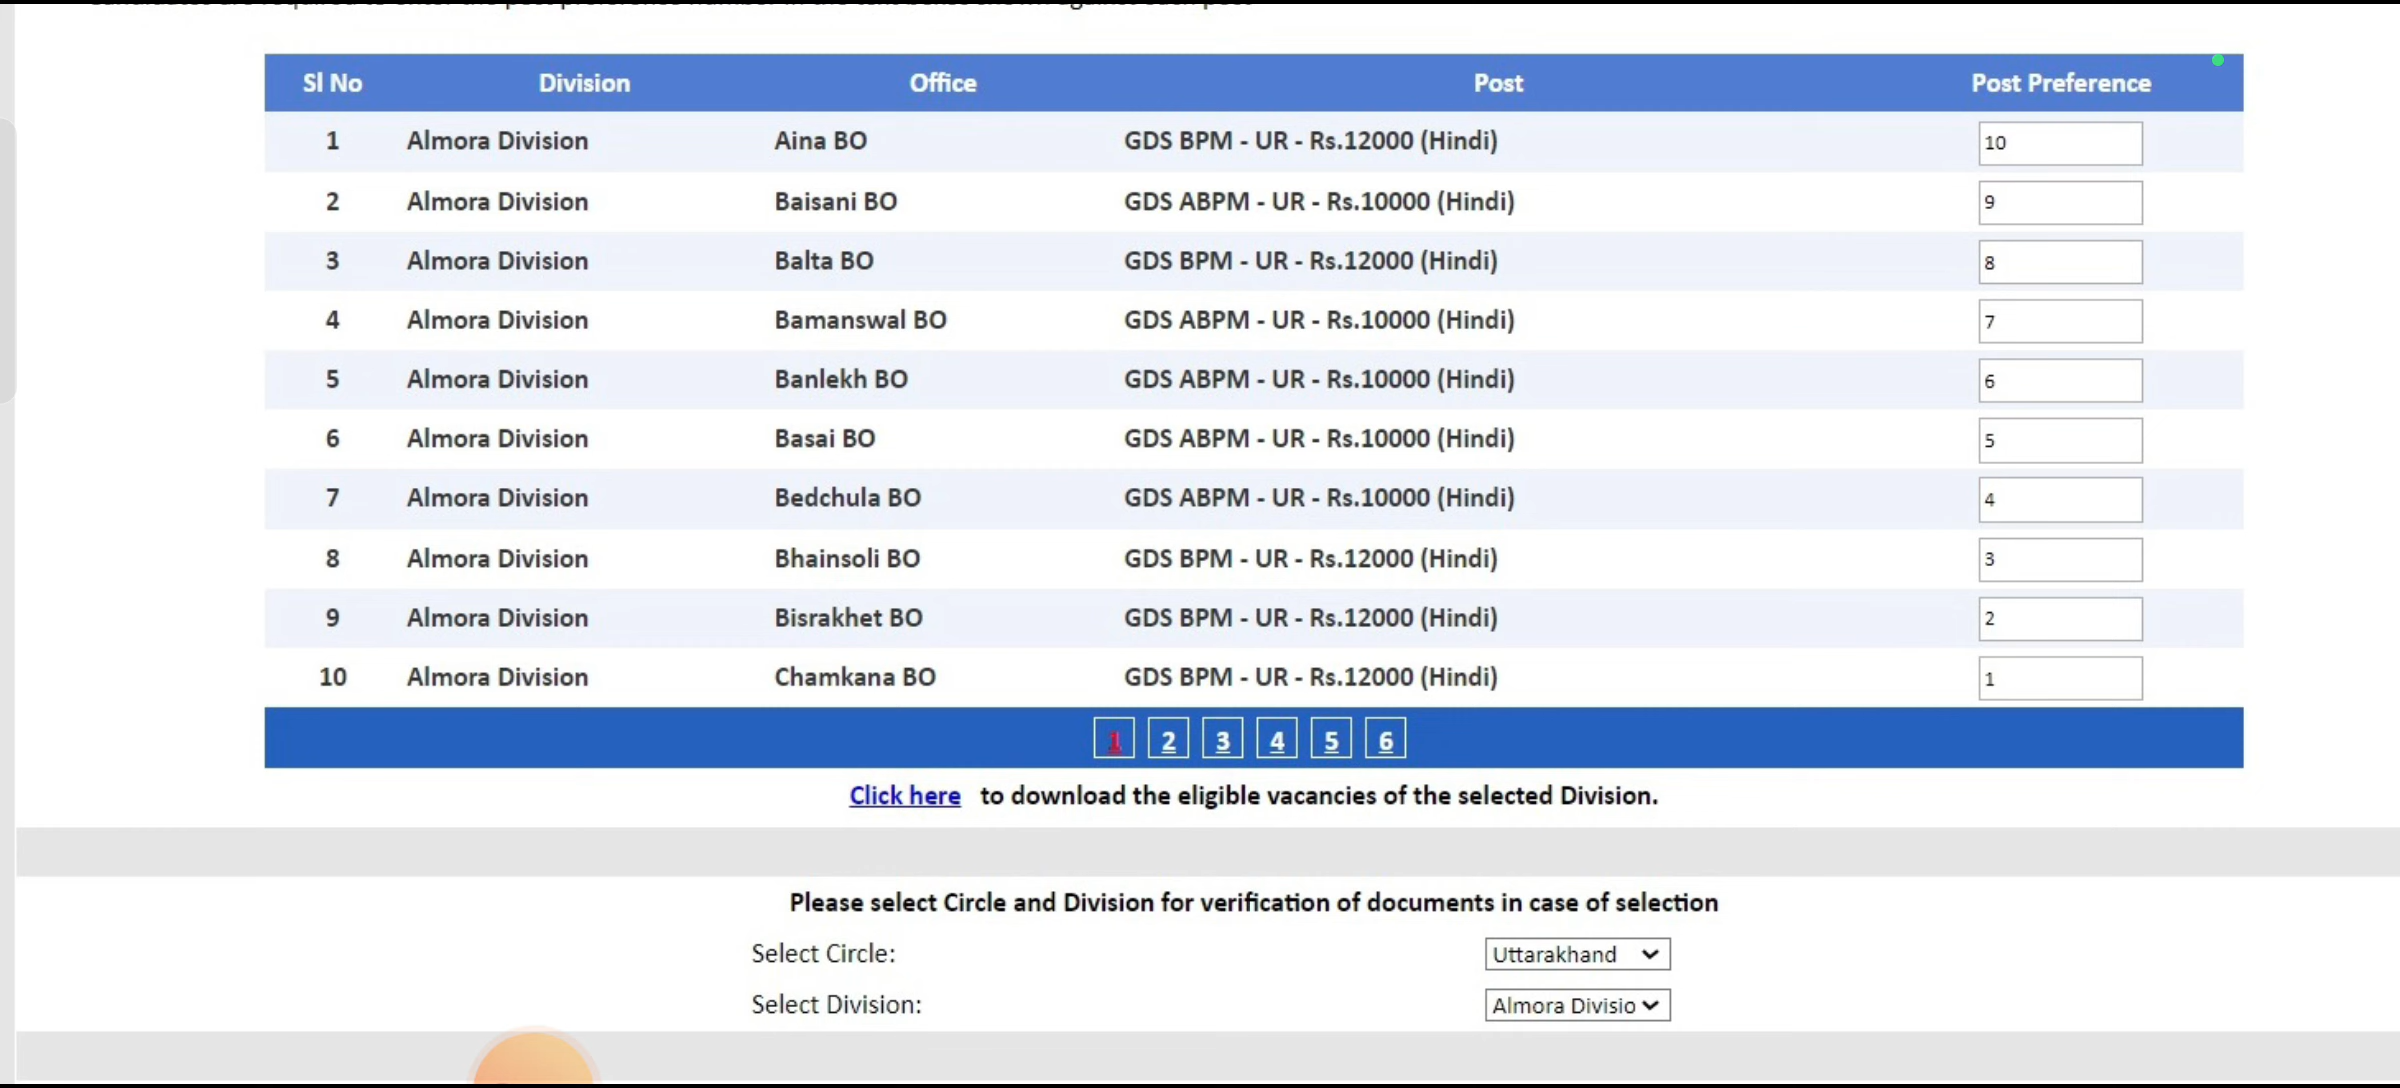 Sl No Division Office Post Post Preference
1 Almora Division Aina BO GDS BPM - UR - Rs.12000 (Hindi) 10
2 Almora Division Baisani BO GDS ABPM - UR - Rs.10000 (Hindi) 9
3 Almora Division Balta BO GDS BPM - UR - Rs.12000 (Hindi) 8
4 Almora Division Bamanswal BO GDS ABPM - UR - Rs.10000 (Hindi) 7
5 Almora Division Banlekh BO GDS ABPM - UR - Rs.10000 (Hindi) 6
6 Almora Division Basai BO GDS ABPM - UR - Rs.10000 (Hindi) 5
7 Almora Division Bedchula BO GDS ABPM - UR - Rs.10000 (Hindi) 4
8 Almora Division Bhainsoli BO GDS BPM - UR - Rs.12000 (Hindi) 3
9 Almora Division Bisrakhet BO GDS BPM - UR - Rs.12000 (Hindi) 2
10 Almora Division Chamkana BO GDS BPM - UR - Rs.12000 (Hindi) 1
1 2 3 4 5 6
Click here to download the eligible vacancies of the selected Division.
Please select Circle and Division for verification of documents in case of selection
Select Circle: Uttarakhand
Select Division: Almora Divisio